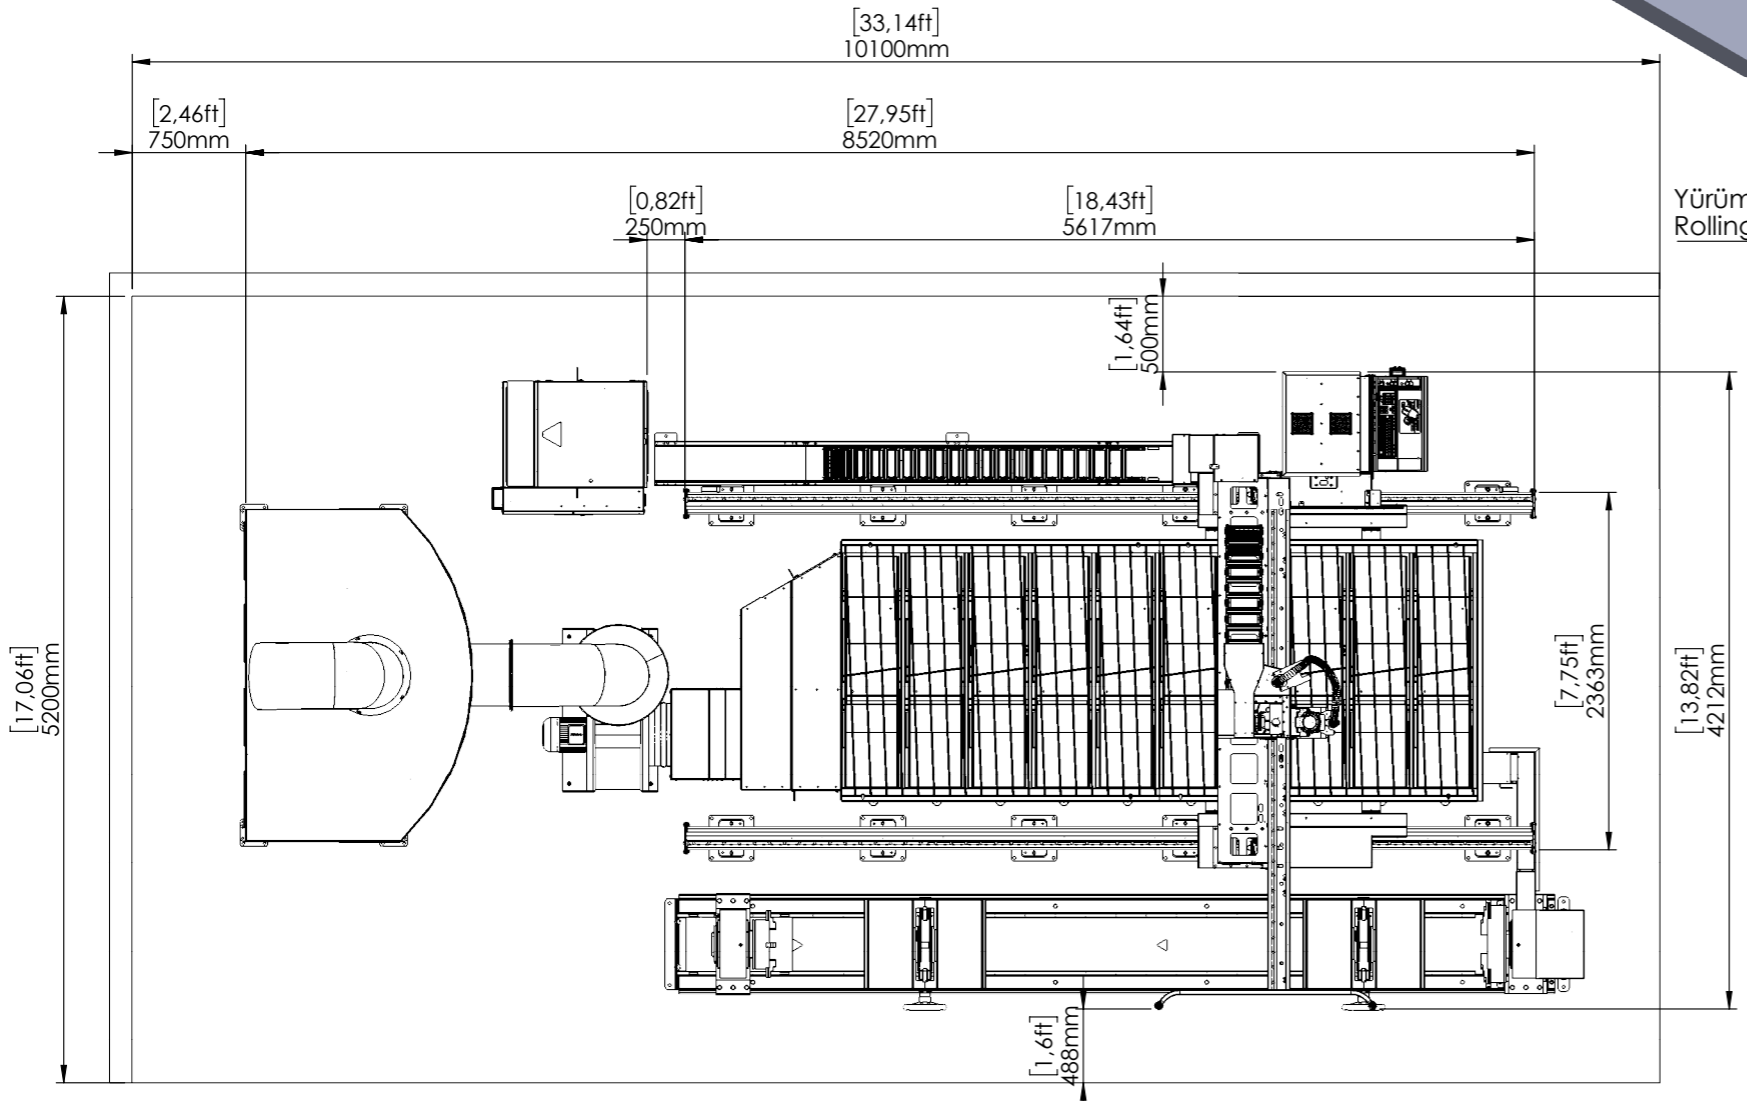 [33,14ft]
10100mm
[2,46ft]
750mm
[27,95ft]
8520mm
[0,82ft]
250mm
[18,43ft]
5617mm
Yürüm
Rolling
[1,64ft]
500mm
[17,06ft]
5200mm
[7,75ft]
2363mm
[13,82ft]
4212mm
[1,6ft]
488mm